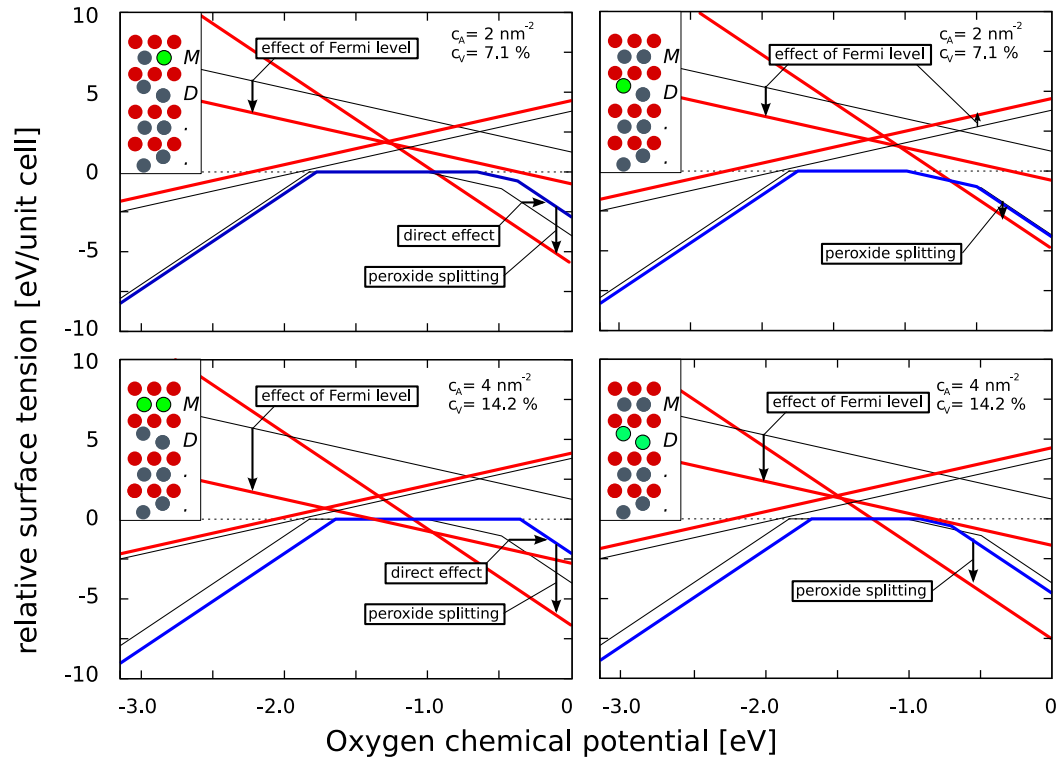 relative surface tension [eV/unit cell]
Oxygen chemical potential [eV]
10
5
0
-5
-10
M
D
.
.
effect of Fermi level
c_A= 2 nm^-2
c_V= 7.1 %
direct effect
peroxide splitting
M
D
.
.
effect of Fermi level
c_A= 2 nm^-2
c_V= 7.1 %
peroxide splitting
10
5
0
-5
-10
M
D
.
.
effect of Fermi level
c_A= 4 nm^-2
c_V= 14.2 %
direct effect
peroxide splitting
-3.0 -2.0 -1.0 0
M
D
.
.
effect of Fermi level
c_A= 4 nm^-2
c_V= 14.2 %
peroxide splitting
-3.0 -2.0 -1.0 0